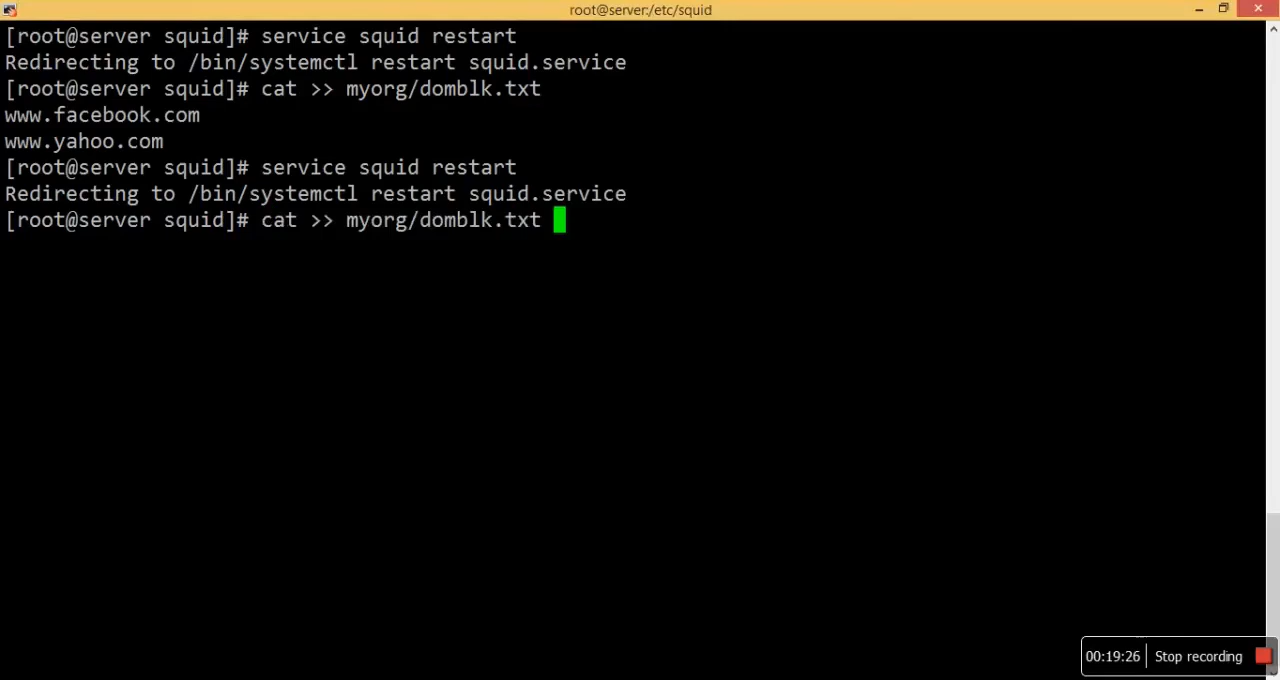 root@server:/etc/squid
[root@server squid]# service squid restart
Redirecting to /bin/systemctl restart squid.service
[root@server squid]# cat >> myorg/domblk.txt
www.facebook.com
www.yahoo.com
[root@server squid]# service squid restart
Redirecting to /bin/systemctl restart squid.service
[root@server squid]# cat >> myorg/domblk.txt
00:19:26 Stop recording